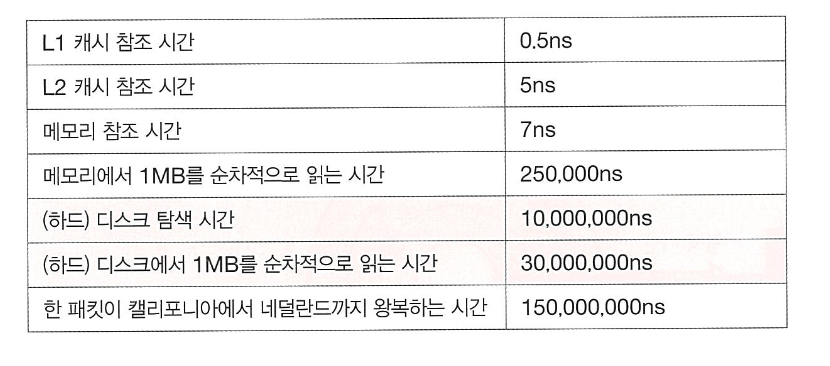 L1 캐시 참조 시간 0.5ns
L2 캐시 참조 시간 5ns
메모리 참조 시간 7ns
메모리에서 1MB를 순차적으로 읽는 시간 250,000ns
(하드) 디스크 탐색 시간 10,000,000ns
(하드) 디스크에서 1MB를 순차적으로 읽는 시간 30,000,000ns
한 패킷이 캘리포니아에서 네덜란드까지 왕복하는 시간 150,000,000ns